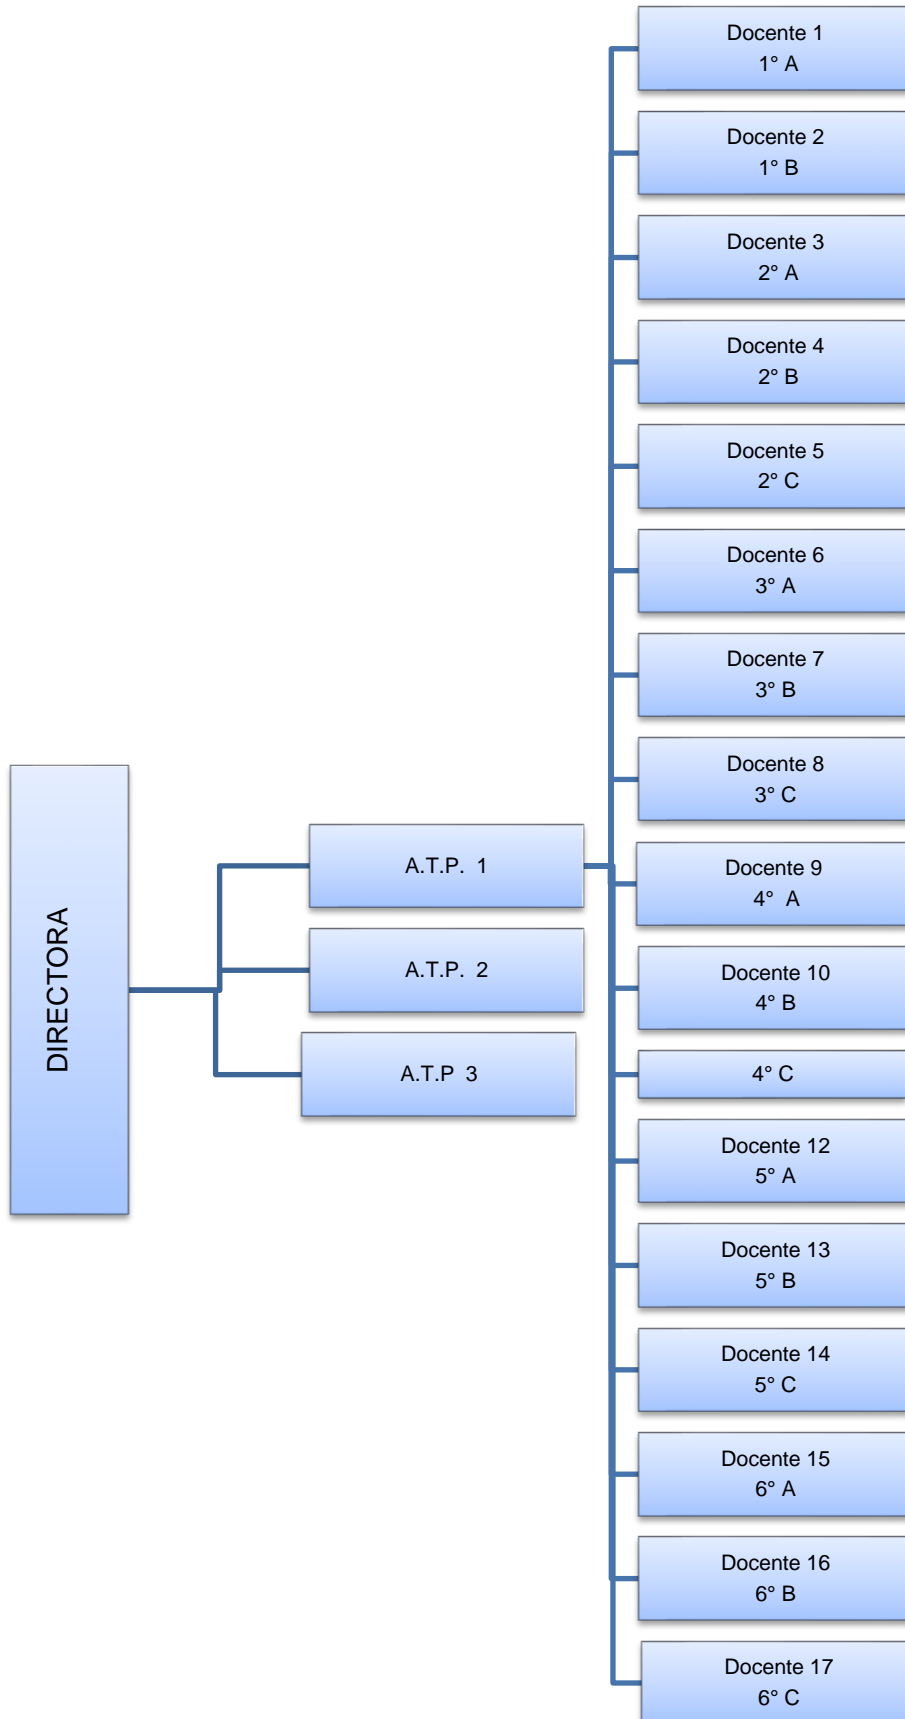 DIRECTORA
A.T.P. 1
A.T.P. 2
A.T.P 3
Docente 1
1° A
Docente 2
1° B
Docente 3
2° A
Docente 4
2° B
Docente 5
2° C
Docente 6
3° A
Docente 7
3° B
Docente 8
3° C
Docente 9
4° A
Docente 10
4° B
4° C
Docente 12
5° A
Docente 13
5° B
Docente 14
5° C
Docente 15
6° A
Docente 16
6° B
Docente 17
6° C